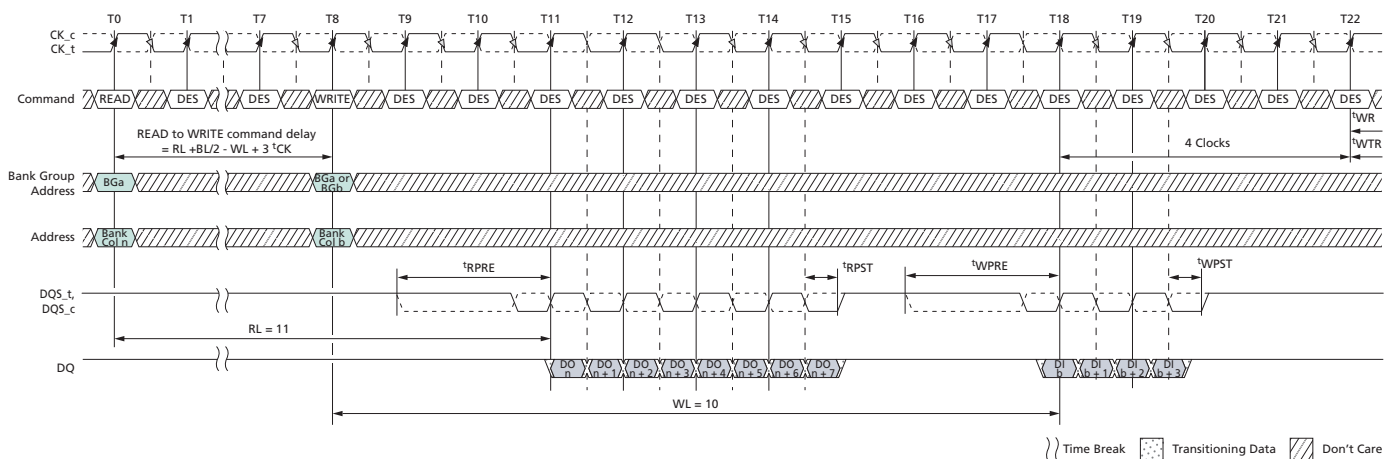 T0 T1 T7 T8 T9 T10 T11 T12 T13 T14 T15 T16 T17 T18 T19 T20 T21 T22
CK_c
CK_t
Command READ DES DES WRITE DES DES DES DES DES DES DES DES DES DES DES DES DES DES
READ to WRITE command delay
= RL +BL/2 - WL + 3 tCK
tWR
4 Clocks
tWTR
Bank Group
Address
BGa
BGa or
BGb
Address
Bank
Col n
Bank
Col b
tRPRE
tRPST
tWPRE
tWPST
DQS_t,
DQS_c
RL = 11
DQ
DO
n
DO
n + 1
DO
n + 2
DO
n + 3
DO
n + 4
DO
n + 5
DO
n + 6
DO
n + 7
DI
b
DI
b + 1
DI
b + 2
DI
b + 3
WL = 10
Time Break Transitioning Data Don't Care